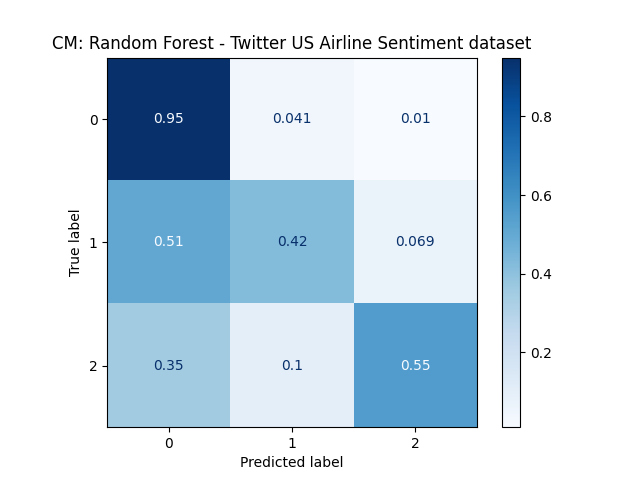 CM: Random Forest - Twitter US Airline Sentiment dataset
0 0.95 0.041 0.01 0.8
0.6
True label
1 0.51 0.42 0.069
0.4
2 0.35 0.1 0.55 0.2
0 1 2
Predicted label